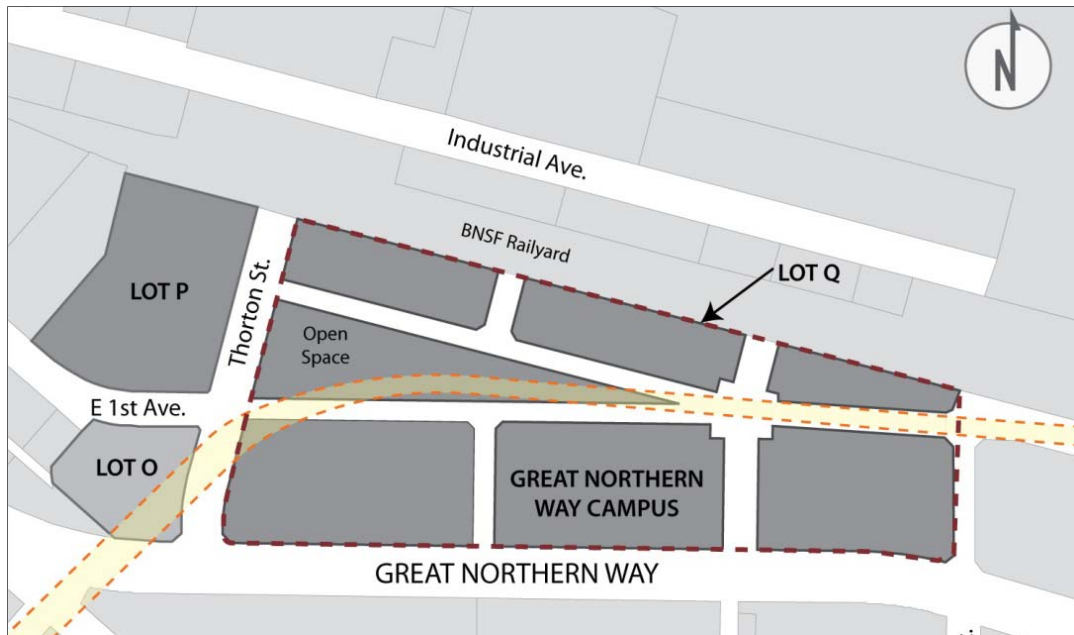 N
Industrial Ave.
BNSF Railyard
LOT Q
LOT P
Thorton St.
Open
Space
E 1st Ave.
LOT O
GREAT NORTHERN
WAY CAMPUS
GREAT NORTHERN WAY